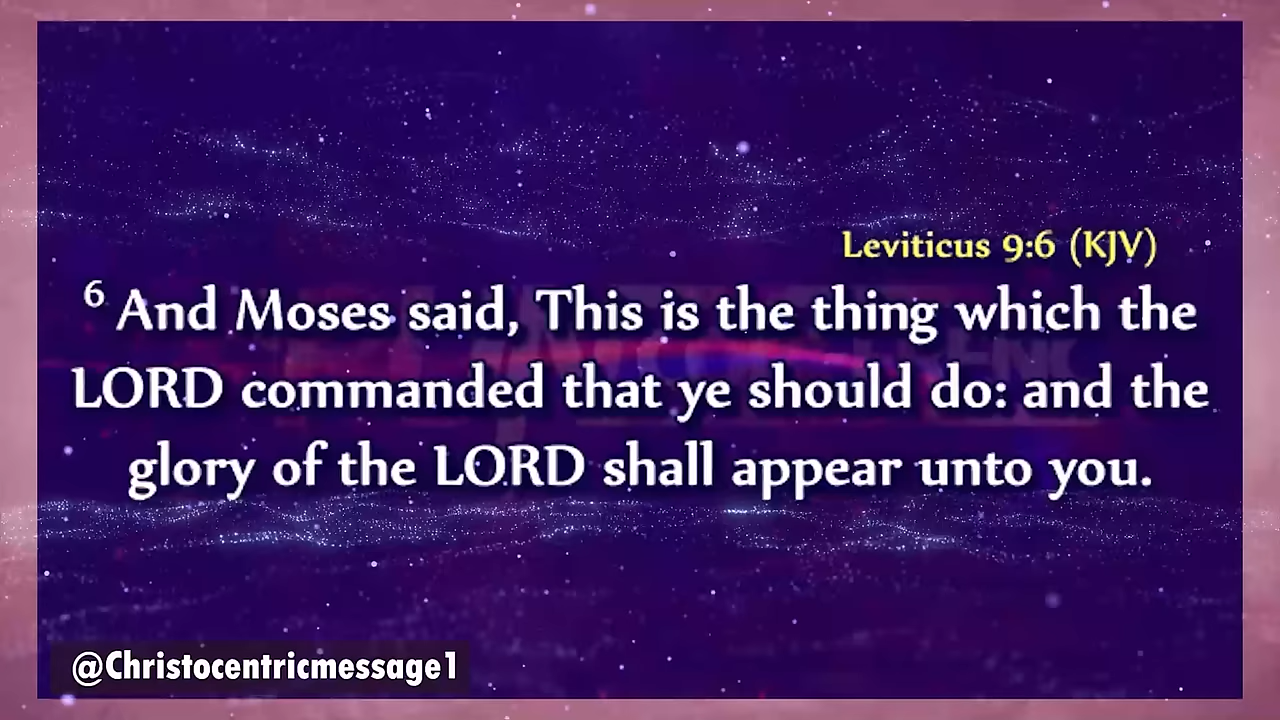 Leviticus 9:6 (KJV)
6 And Moses said, This is the thing which the
LORD commanded that ye should do: and the
glory of the LORD shall appear unto you.
@Christocentricmessage1